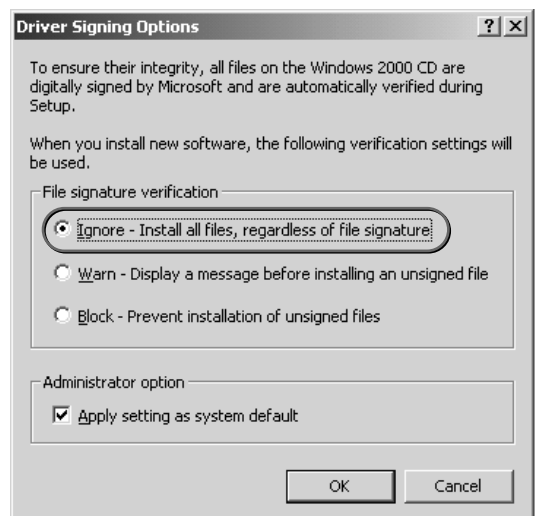 Driver Signing Options
To ensure their integrity, all files on the Windows 2000 CD are
digitally signed by Microsoft and are automatically verified during
Setup.
When you install new software, the following verification settings will
be used.
File signature verification
Ignore - Install all files, regardless of file signature
Warn - Display a message before installing an unsigned file
Block - Prevent installation of unsigned files
Administrator option
Apply setting as system default
OK Cancel